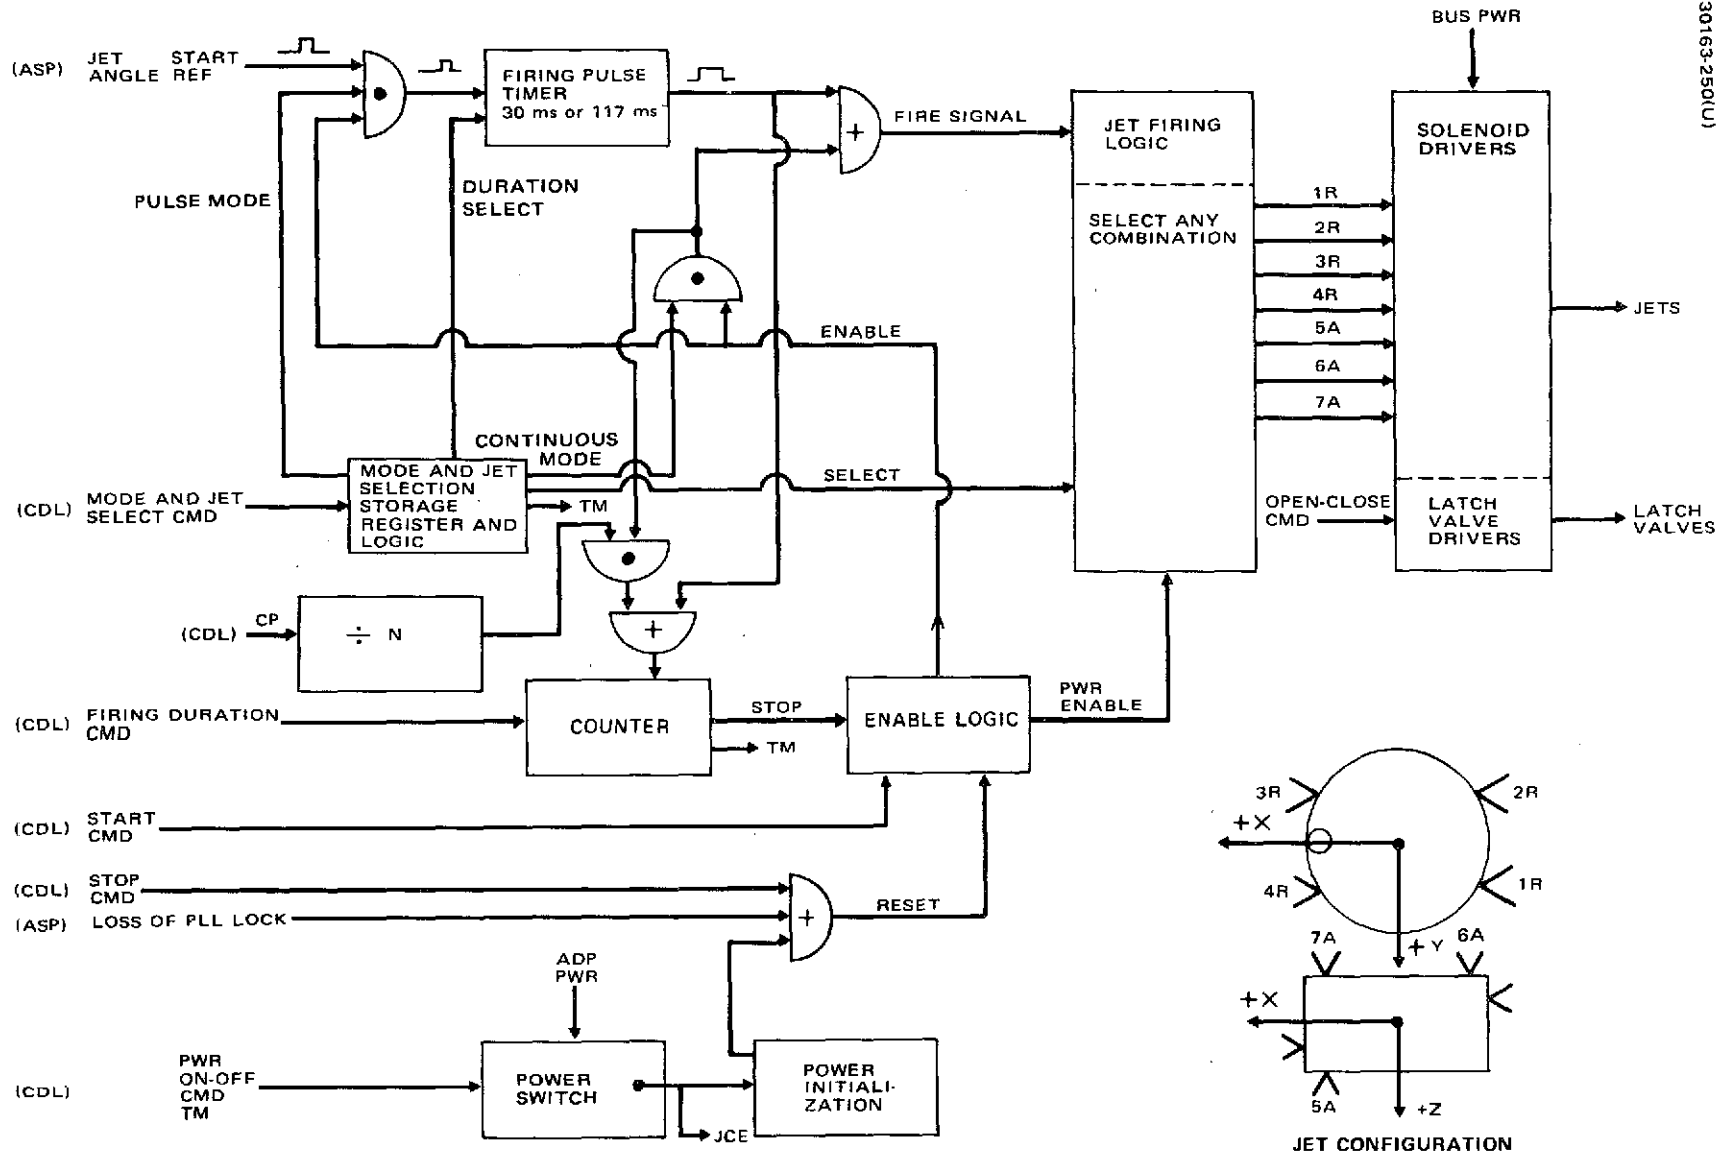 30163-250(U)
BUS PWR
(ASP) JET ANGLE START REF
FIRING PULSE
TIMER
30 ms or 117 ms
+
FIRE SIGNAL
JET FIRING
LOGIC
SOLENOID
DRIVERS
PULSE MODE
DURATION
SELECT
SELECT ANY
COMBINATION
1R
2R
3R
4R
5A
6A
7A
JETS
ENABLE
CONTINUOUS
MODE
SELECT
(CDL) MODE AND JET
SELECT CMD
MODE AND JET
SELECTION
STORAGE
REGISTER AND
LOGIC
TM
OPEN-CLOSE
CMD
LATCH
VALVE
DRIVERS
LATCH
VALVES
(CDL) CP
÷ N
+
(CDL) FIRING DURATION
CMD
COUNTER
STOP
TM
ENABLE LOGIC
PWR
ENABLE
(CDL) START
CMD
(CDL) STOP
CMD
(ASP) LOSS OF PLL LOCK
+
RESET
ADP
PWR
(CDL) PWR
ON-OFF
CMD
TM
POWER
SWITCH
JCE
POWER
INITIALI-
ZATION
3R
2R
+X
4R
1R
+Y
7A
6A
+X
5A
+Z
JET CONFIGURATION